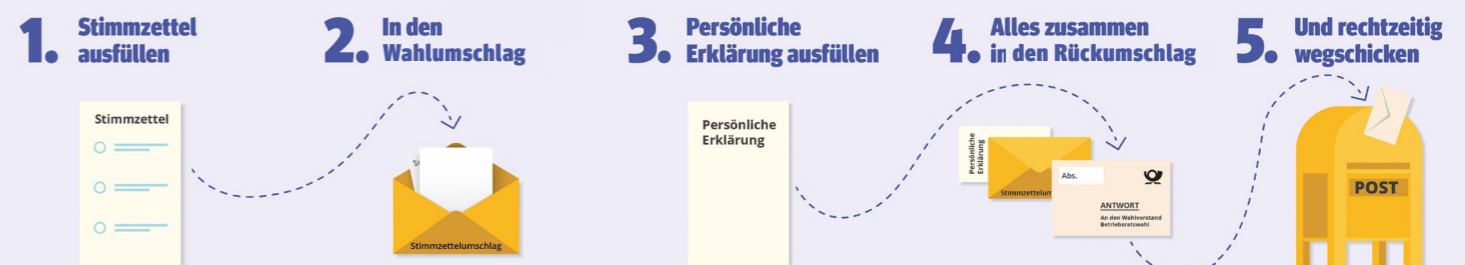 1.
Stimmzettel
ausfüllen
2.
In den
Wahlumschlag
3.
Persönliche
Erklärung ausfüllen
4.
Alles zusammen
in den Rückumschlag
5.
Und rechtzeitig
wegschicken
Stimmzettel
Stimmzettelumschlag
Persönliche
Erklärung
Persönliche
Erklärung
Abs.
ANTWORT
An den Wahlvorstand
Betriebsratswahl
POST